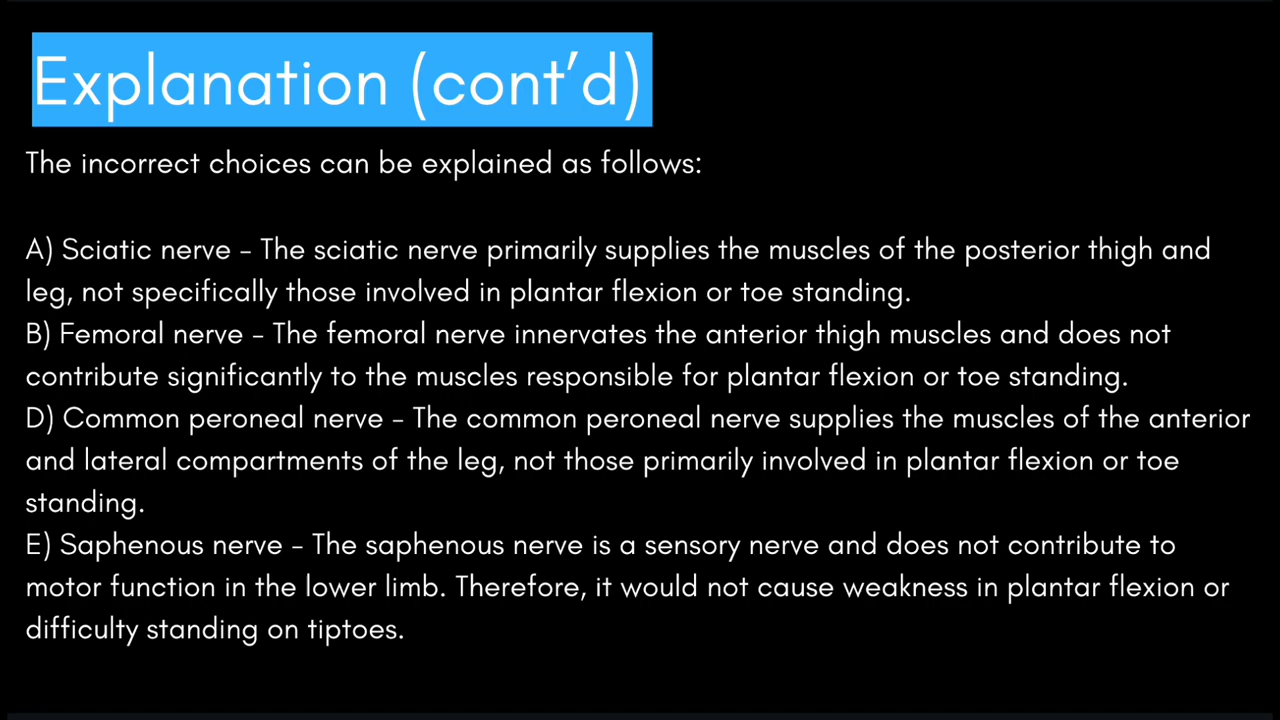 Explanation (cont’d)
The incorrect choices can be explained as follows:
A) Sciatic nerve - The sciatic nerve primarily supplies the muscles of the posterior thigh and
leg, not specifically those involved in plantar flexion or toe standing.
B) Femoral nerve - The femoral nerve innervates the anterior thigh muscles and does not
contribute significantly to the muscles responsible for plantar flexion or toe standing.
D) Common peroneal nerve - The common peroneal nerve supplies the muscles of the anterior
and lateral compartments of the leg, not those primarily involved in plantar flexion or toe
standing.
E) Saphenous nerve - The saphenous nerve is a sensory nerve and does not contribute to
motor function in the lower limb. Therefore, it would not cause weakness in plantar flexion or
difficulty standing on tiptoes.